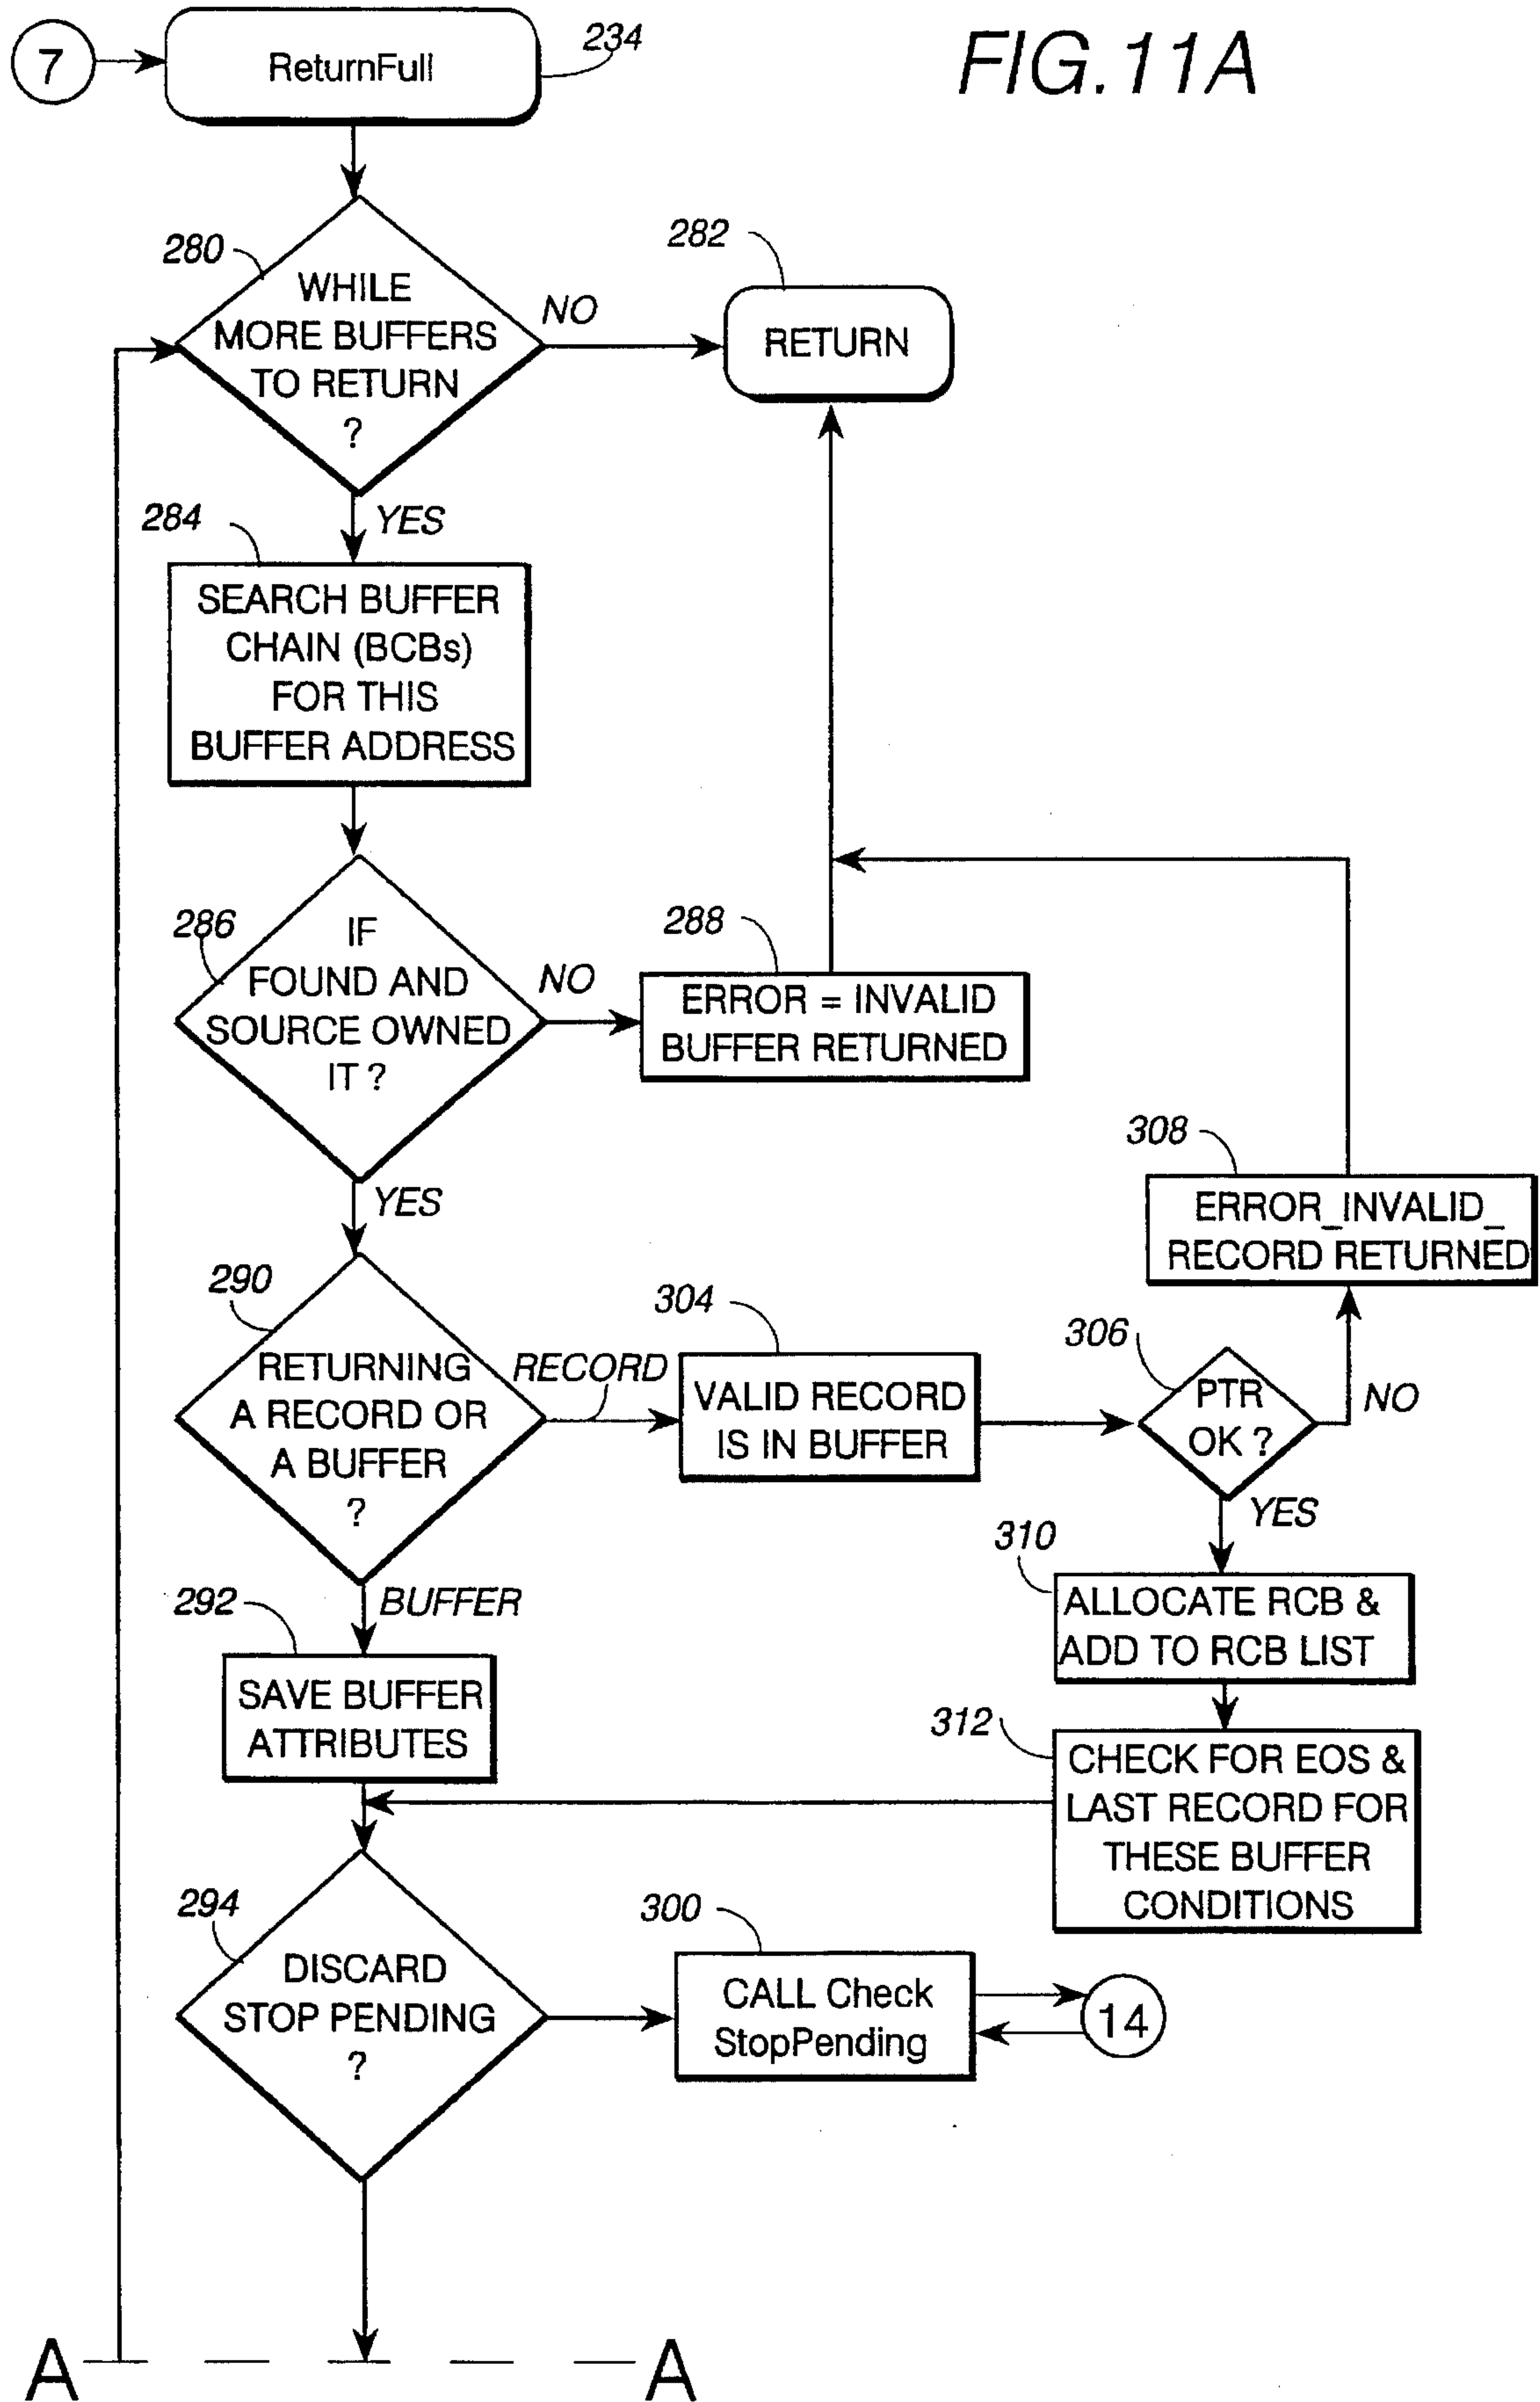 FIG.11A
7
ReturnFull
234
280
WHILE
MORE BUFFERS
TO RETURN
?
NO
282
RETURN
YES
284
SEARCH BUFFER
CHAIN (BCBs)
FOR THIS
BUFFER ADDRESS
286
IF
FOUND AND
SOURCE OWNED
IT ?
NO
288
ERROR = INVALID
BUFFER RETURNED
YES
308
ERROR_INVALID_
RECORD RETURNED
290
RETURNING
A RECORD OR
A BUFFER
?
RECORD
304
VALID RECORD
IS IN BUFFER
306
PTR
OK ?
NO
YES
310
ALLOCATE RCB &
ADD TO RCB LIST
BUFFER
292
SAVE BUFFER
ATTRIBUTES
312
CHECK FOR EOS &
LAST RECORD FOR
THESE BUFFER
CONDITIONS
294
DISCARD
STOP PENDING
?
300
CALL Check
StopPending
14
A
A